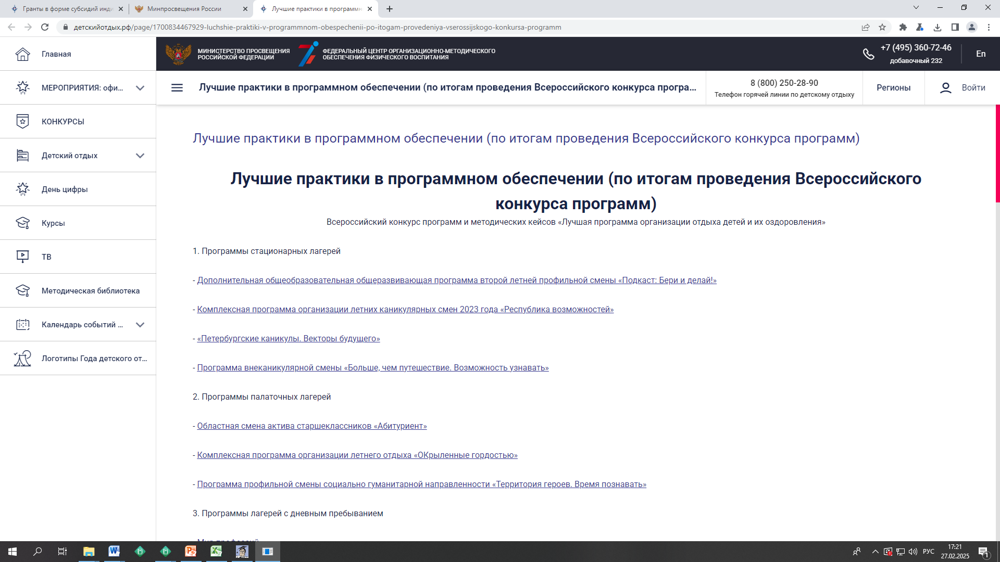 Гранты в форме субсидий инди
Минпросвещения России
Лучшие практики в программн
детскийотдых.рф/page/1700834467929-luchshie-praktiki-v-programmnom-obespechenii-po-itogam-provedeniya-vserossijskogo-konkursa-programm
Главная
МЕРОПРИЯТИЯ: офи...
КОНКУРСЫ
Детский отдых
День цифры
Курсы
ТВ
Методическая библиотека
Календарь событий ...
Логотипы Года детского от...
МИНИСТЕРСТВО ПРОСВЕЩЕНИЯ
РОССИЙСКОЙ ФЕДЕРАЦИИ
ФЕДЕРАЛЬНЫЙ ЦЕНТР ОРГАНИЗАЦИОННО-МЕТОДИЧЕСКОГО
ОБЕСПЕЧЕНИЯ ФИЗИЧЕСКОГО ВОСПИТАНИЯ
+7 (495) 360-72-46
добавочный 232
En
Лучшие практики в программном обеспечении (по итогам проведения Всероссийского конкурса програ...
8 (800) 250-28-90
Телефон горячей линии по детскому отдыху
Регионы
Войти
Лучшие практики в программном обеспечении (по итогам проведения Всероссийского конкурса программ)
Лучшие практики в программном обеспечении (по итогам проведения Всероссийского
конкурса программ)
Всероссийский конкурс программ и методических кейсов «Лучшая программа организации отдыха детей и их оздоровления»
1. Программы стационарных лагерей
- Дополнительная общеобразовательная общеразвивающая программа второй летней профильной смены «Подкаст: Бери и делай!»
- Комплексная программа организации летних каникулярных смен 2023 года «Республика возможностей»
- «Петербургские каникулы. Векторы будущего»
- Программа внеканикулярной смены «Больше, чем путешествие. Возможность узнавать»
2. Программы палаточных лагерей
- Областная смена актива старшеклассников «Абитуриент»
- Комплексная программа организации летнего отдыха «ОКрыленные гордостью»
- Программа профильной смены социально гуманитарной направленности «Территория героев. Время познавать»
3. Программы лагерей с дневным пребыванием
- Мир профессий
РУС
17:21
27.02.2025
1